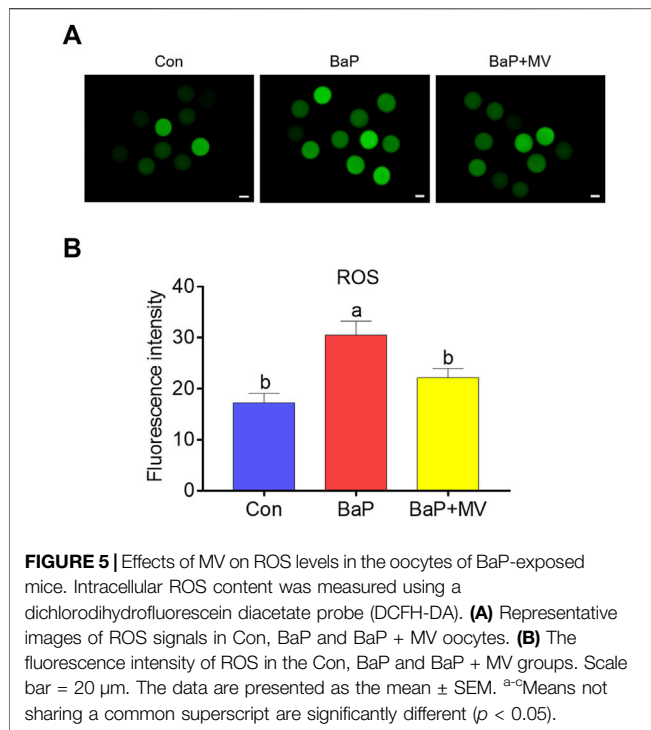 A
Con BaP BaP+MV
B
ROS
Fluorescence intensity
40
30
20
10
0
b
a
b
Con BaP BaP+MV
FIGURE 5 | Effects of MV on ROS levels in the oocytes of BaP-exposed
mice. Intracellular ROS content was measured using a
dichlorodihydrofluorescein diacetate probe (DCFH-DA). (A) Representative
images of ROS signals in Con, BaP and BaP + MV oocytes. (B) The
fluorescence intensity of ROS in the Con, BaP and BaP + MV groups. Scale
bar = 20 μm. The data are presented as the mean ± SEM. a-cMeans not
sharing a common superscript are significantly different (p < 0.05).